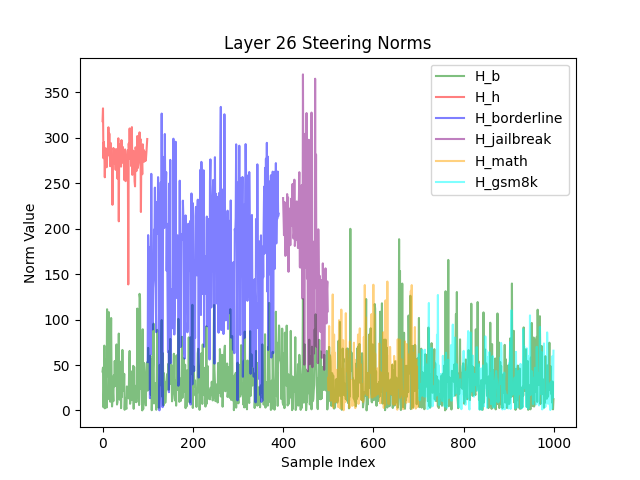 Layer 26 Steering Norms
H_b
H_h
H_borderline
H_jailbreak
H_math
H_gsm8k
Norm Value
350
300
250
200
150
100
50
0
0
200
400
600
800
1000
Sample Index